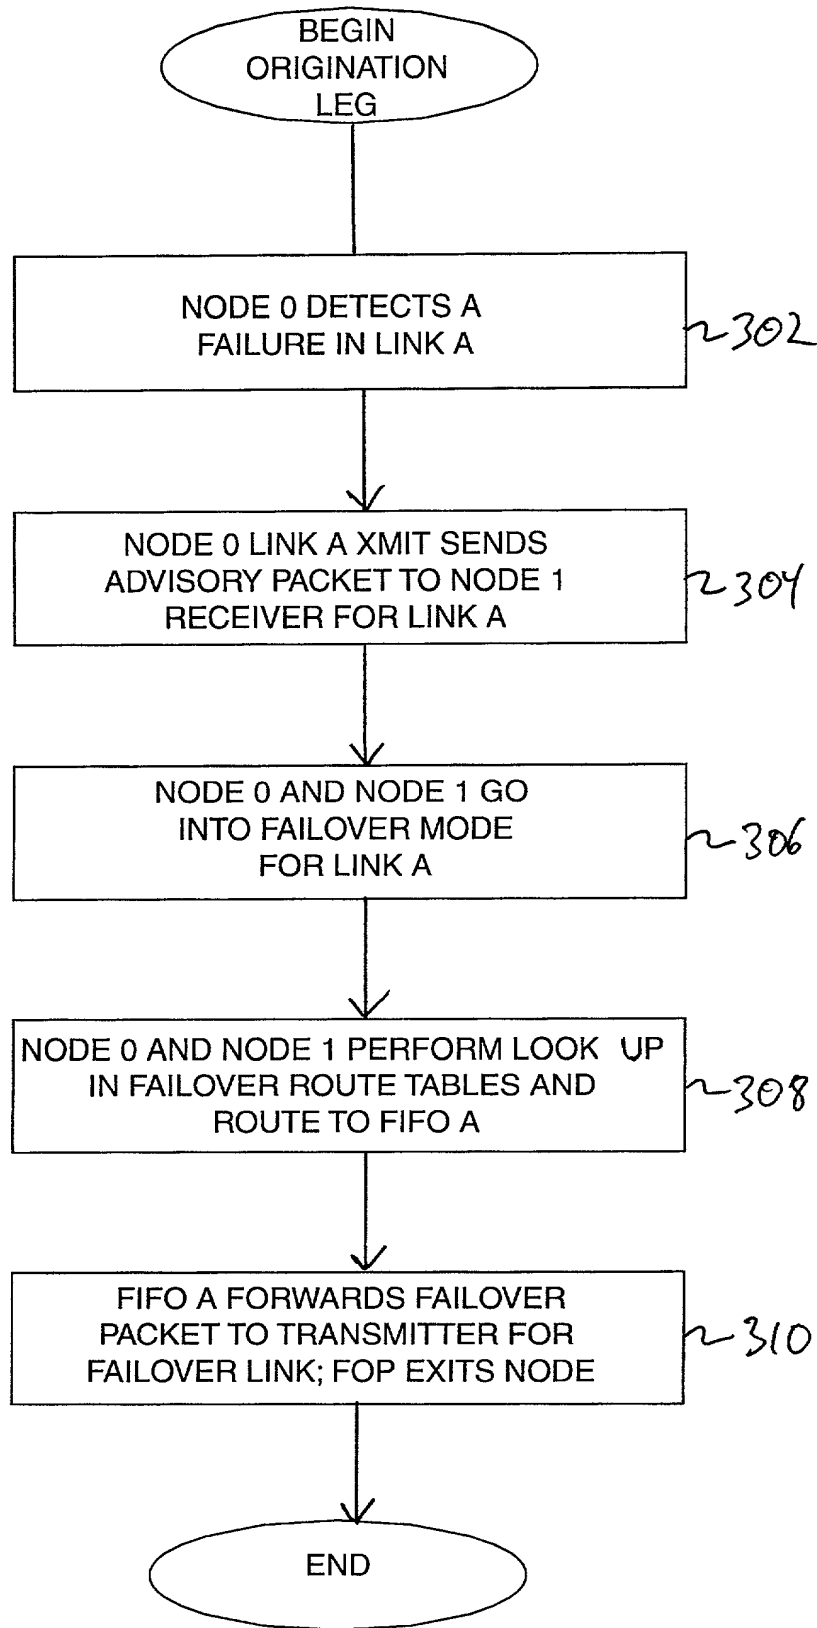 BEGIN
ORIGINATION
LEG
NODE 0 DETECTS A
FAILURE IN LINK A
302
NODE 0 LINK A XMIT SENDS
ADVISORY PACKET TO NODE 1
RECEIVER FOR LINK A
304
NODE 0 AND NODE 1 GO
INTO FAILOVER MODE
FOR LINK A
306
NODE 0 AND NODE 1 PERFORM LOOK UP
IN FAILOVER ROUTE TABLES AND
ROUTE TO FIFO A
308
FIFO A FORWARDS FAILOVER
PACKET TO TRANSMITTER FOR
FAILOVER LINK; FOP EXITS NODE
310
END